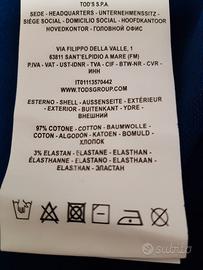 TOD'S S.P.A.
SEDE - HEADQUARTERS - UNTERNEHMENSSITZ -
SIÈGE SOCIAL - DOMICILIO SOCIAL - HOOFDKANTOOR
HOVEDKONTOR - ГОЛОВНОЙ ОФИС
VIA FILIPPO DELLA VALLE, 1
63811 SANT'ELPIDIO A MARE (FM)
P.IVA - VAT - UST-IDNR - TVA - CIF - BTW-NR - CVR -
ИНН
IT01113570442
WWW.TODSGROUP.COM
ESTERNO - SHELL - AUSSENSEITE - EXTÉRIEUR -
EXTERIOR - BUITENKANT - YDRE -
ВНЕШНИЙ
97% COTONE - COTTON - BAUMWOLLE -
COTON - ALGODÓN - KATOEN - BOMULD -
ХЛОПОК
3% ELASTAN - ELASTANE - ELASTHAN -
ÉLASTHANNE - ELASTANO - ELASTAAN -
ELASTHAN - ЭЛАСТАН
subito